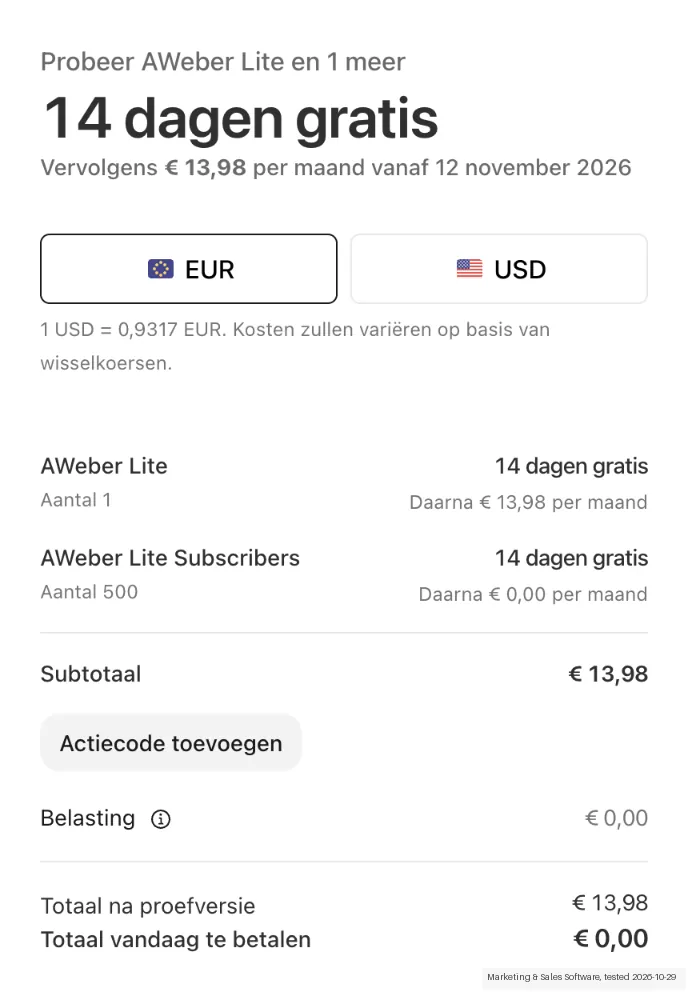 Probeer AWeber Lite en 1 meer
14 dagen gratis
Vervolgens € 13,98 per maand vanaf 12 november 2026
EUR
USD
1 USD = 0,9317 EUR. Kosten zullen variëren op basis van
wisselkoersen.
AWeber Lite
14 dagen gratis
Aantal 1
Daarna € 13,98 per maand
AWeber Lite Subscribers
14 dagen gratis
Aantal 500
Daarna € 0,00 per maand
Subtotaal
€ 13,98
Actiecode toevoegen
Belasting
€ 0,00
Totaal na proefversie
€ 13,98
Totaal vandaag te betalen
€ 0,00
Marketing & Sales Software, tested 2026-10-29